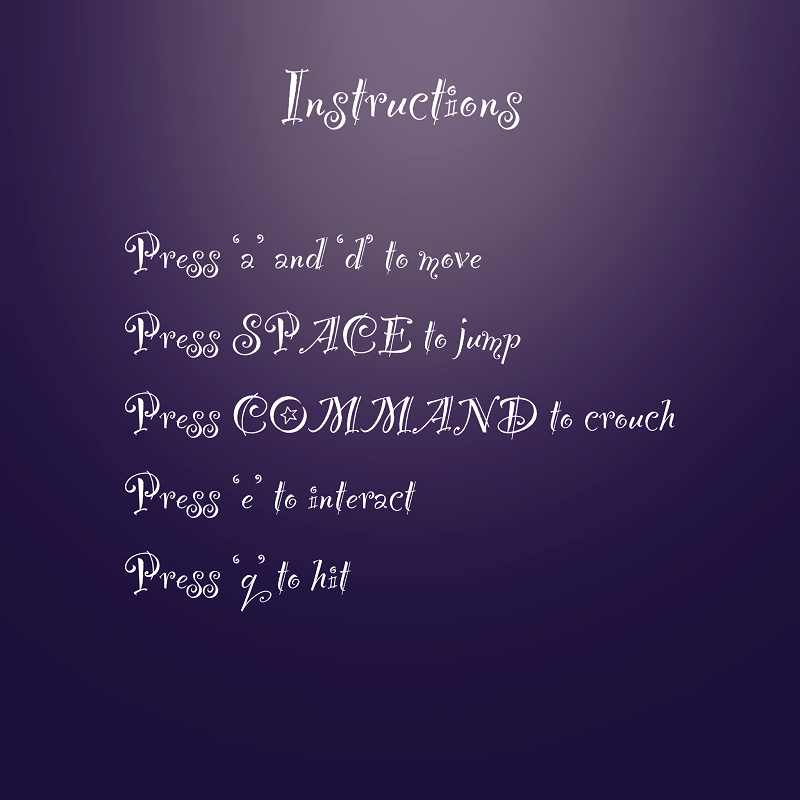 Instructions
Press ‘a’ and ‘d’ to move
Press SPACE to jump
Press COMMAND to crouch
Press ‘e’ to interact
Press ‘q’ to hit